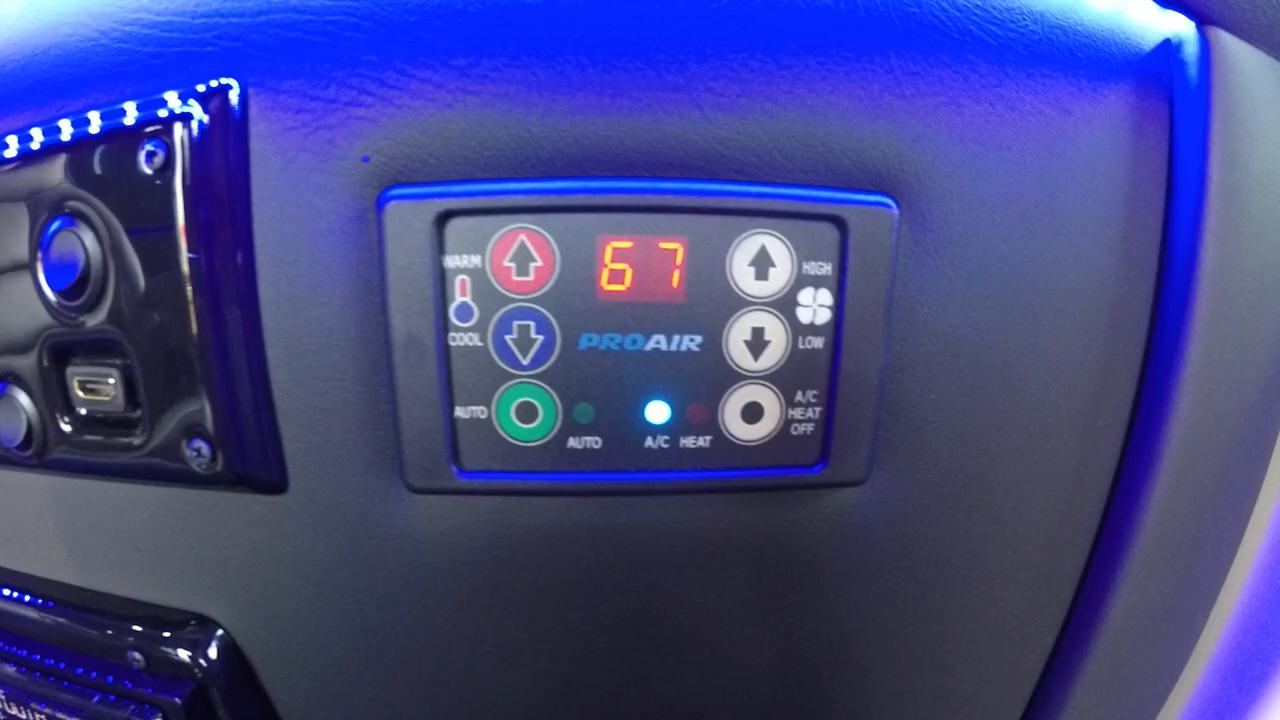 WARM
67
HIGH
COOL
PROAIR
LOW
AUTO
AUTO
A/C
HEAT
A/C
HEAT
OFF